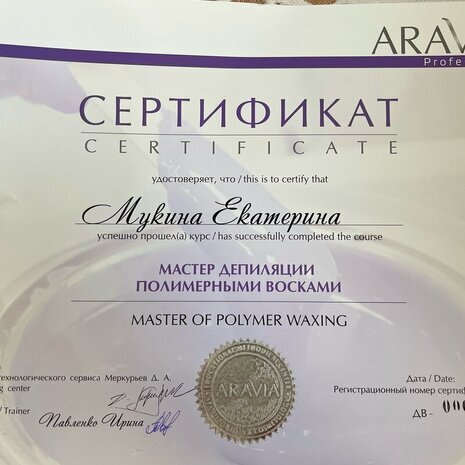 ARAVIA
Profe
СЕРТИФИКАТ
CERTIFICATE
удостоверяет, что / this is to certify that
Мукина Екатерина
успешно прошел(а) курс / has successfully completed the course
МАСТЕР ДЕПИЛЯЦИИ
ПОЛИМЕРНЫМИ ВОСКАМИ
MASTER OF POLYMER WAXING
технологического сервиса Меркурьев Д. А.
center
/ Trainer
Павленко Ирина
ARAVIA
Дата / Date:
Регистрационный номер сертиф
ДВ - 000